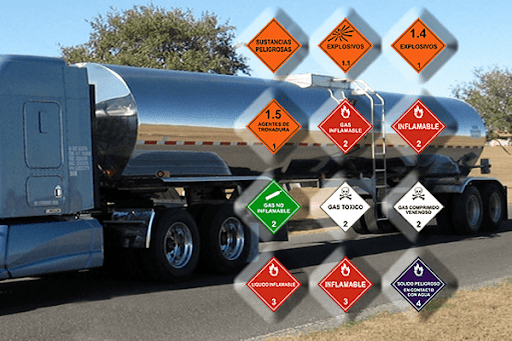 SUSTANCIAS
PELIGROSAS
EXPLOSIVOS
1.1
1.4
EXPLOSIVOS
1
1.5
AGENTES DE
TRONADURA
1
GAS
INFLAMABLE
2
INFLAMABLE
2
GAS NO
INFLAMABLE
2
GAS TOXICO
2
GAS COMPRIMIDO
VENENOSO
2
LIQUIDO INFLAMABLE
3
INFLAMABLE
3
SOLIDO PELIGROSO
EN CONTACTO
CON AGUA
4